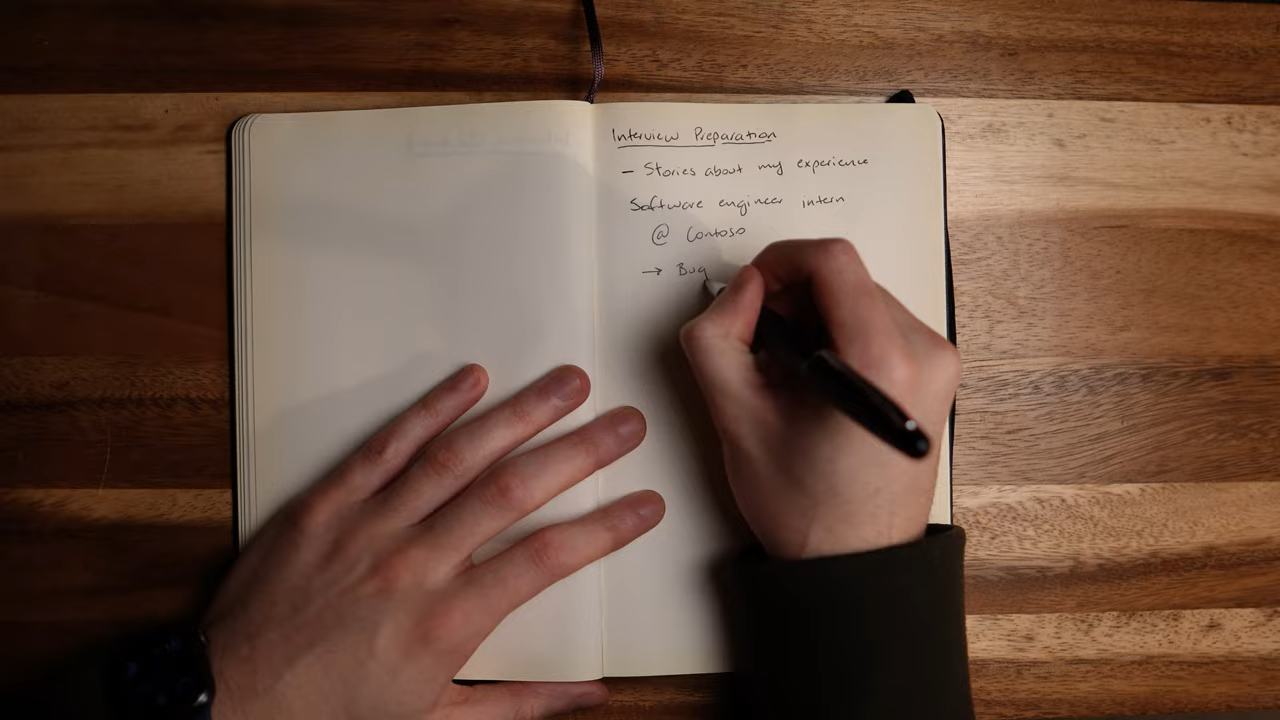 Interview Preparation
- Stories about my experience
Software engineer intern
@ Contoso
→ Bug